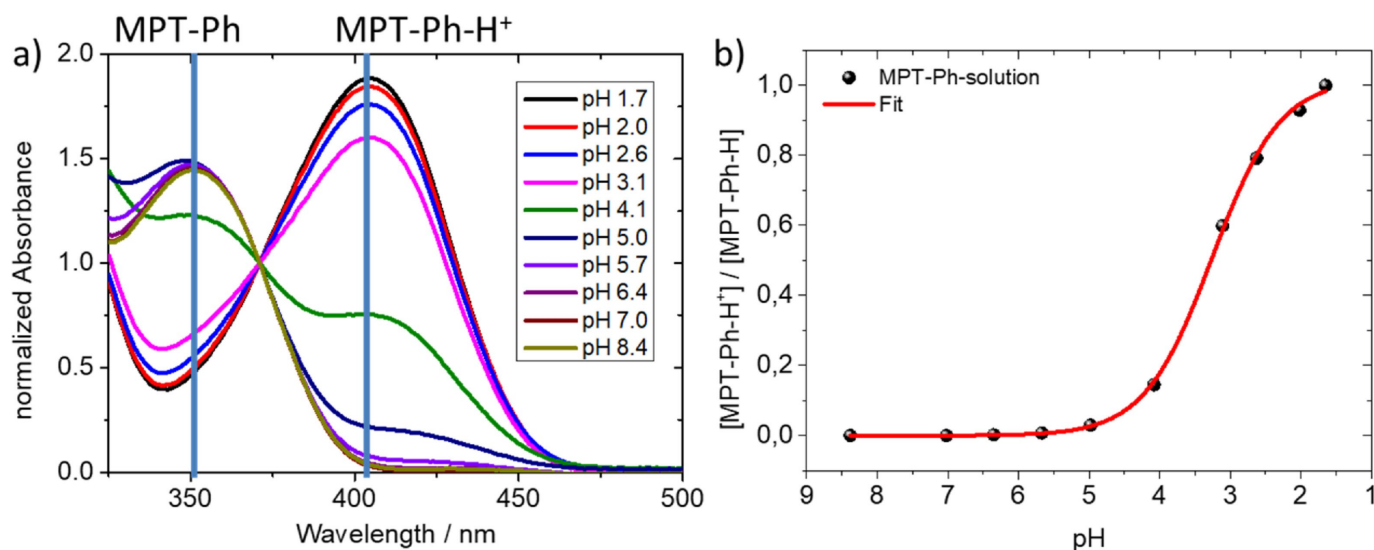 MPT-Ph MPT-Ph-H⁺
a)
normalized Absorbance
2.0
1.5
1.0
0.5
0.0
350 400 450 500
Wavelength / nm
pH 1.7
pH 2.0
pH 2.6
pH 3.1
pH 4.1
pH 5.0
pH 5.7
pH 6.4
pH 7.0
pH 8.4
b)
[MPT-Ph-H⁺] / [MPT-Ph-H]
1,0
0,8
0,6
0,4
0,2
0,0
9 8 7 6 5 4 3 2 1
pH
MPT-Ph-solution
Fit